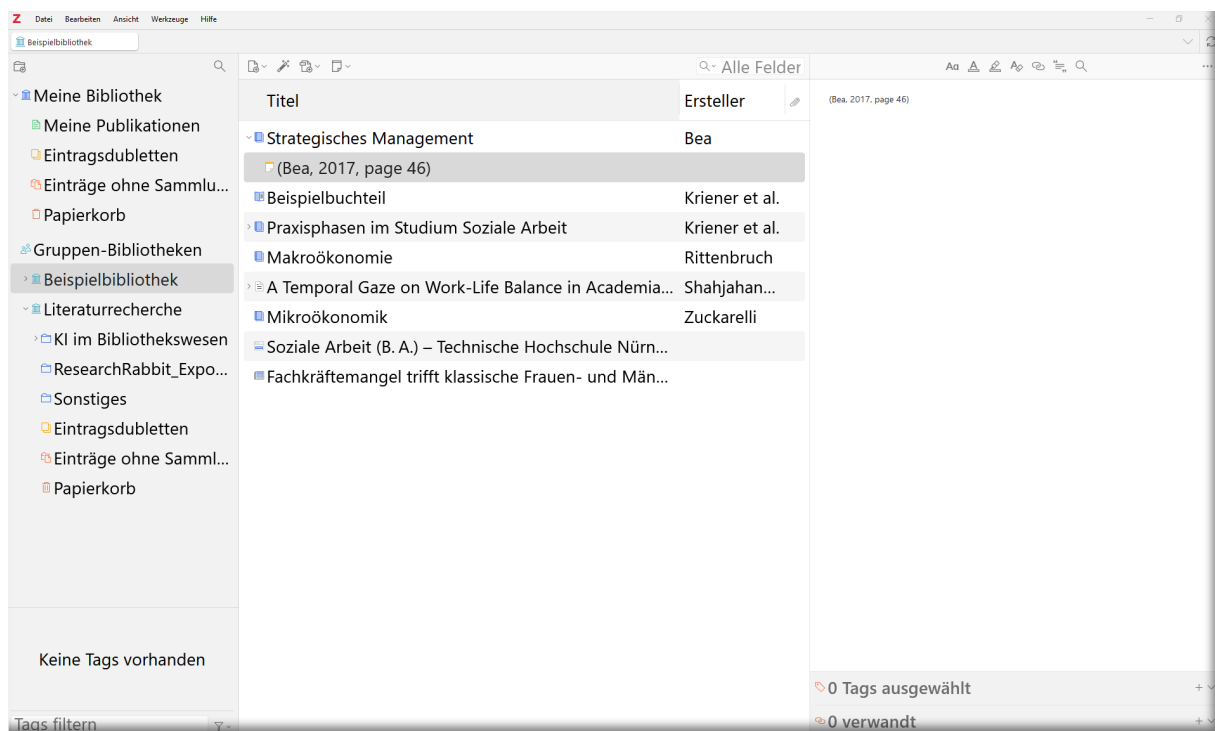 Z Datei Bearbeiten Ansicht Werkzeuge Hilfe
Beispielbibliothek
Alle Felder
Meine Bibliothek
Meine Publikationen
Eintragsdubletten
Einträge ohne Sammlu...
Papierkorb
Gruppen-Bibliotheken
Beispielbibliothek
Literaturrecherche
KI im Bibliothekswesen
ResearchRabbit_Expo...
Sonstiges
Eintragsdubletten
Einträge ohne Samml...
Papierkorb
Keine Tags vorhanden
Tags filtern
Titel Ersteller
Strategisches Management Bea
(Bea, 2017, page 46)
Beispielbuchteil Kriener et al.
Praxisphasen im Studium Soziale Arbeit Kriener et al.
Makroökonomie Rittenbruch
A Temporal Gaze on Work-Life Balance in Academia... Shahjahan...
Mikroökonomik Zuckarelli
Soziale Arbeit (B. A.) – Technische Hochschule Nürn...
Fachkräftemangel trifft klassische Frauen- und Män...
Aa A
(Bea, 2017, page 46)
0 Tags ausgewählt
0 verwandt